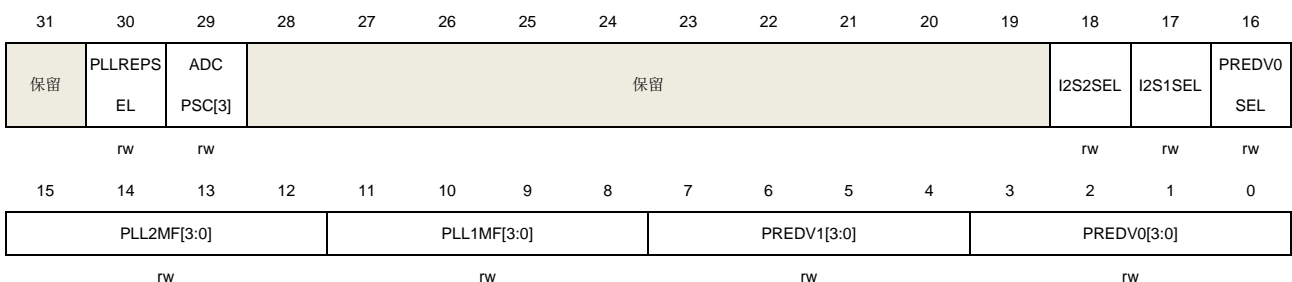 31 30 29 28 27 26 25 24 23 22 21 20 19 18 17 16
保留 PLLREPS EL ADC PSC[3] 保留 I2S2SEL I2S1SEL PREDV0 SEL
rw rw rw rw rw
15 14 13 12 11 10 9 8 7 6 5 4 3 2 1 0
PLL2MF[3:0] PLL1MF[3:0] PREDV1[3:0] PREDV0[3:0]
rw rw rw rw